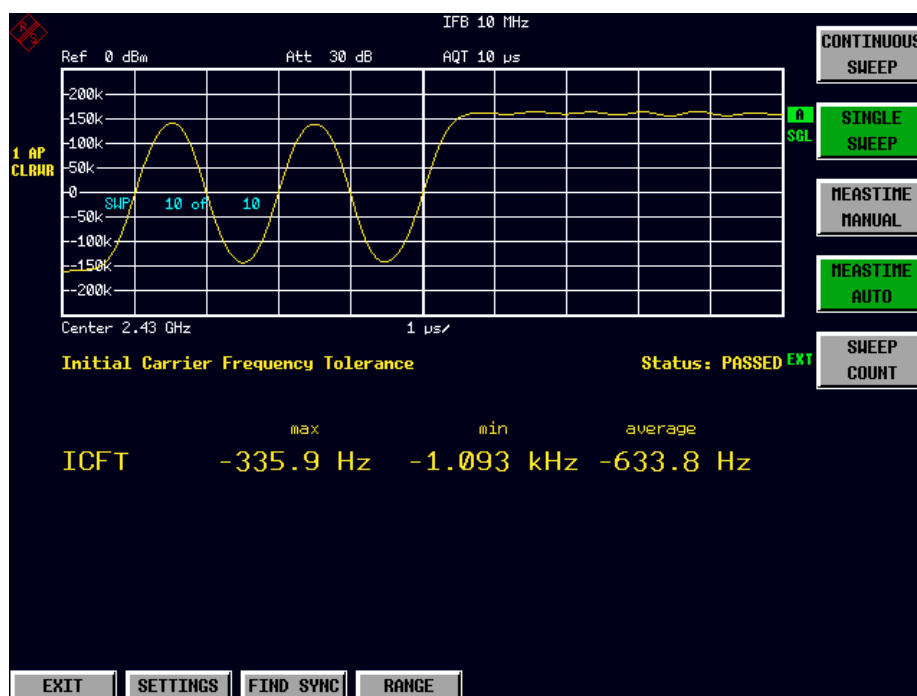 R S
IFB 10 MHz
Ref 0 dBm Att 30 dB AQT 10 µs
200k
150k
100k
50k
0
-50k
-100k
-150k
-200k
1 AP
CLRWR
SWP 10 of 10
A
SGL
Center 2.43 GHz 1 µs/
Initial Carrier Frequency Tolerance Status: PASSED EXT
max min average
ICFT -335.9 Hz -1.093 kHz -633.8 Hz
CONTINUOUS
SWEEP
SINGLE
SWEEP
MEASTIME
MANUAL
MEASTIME
AUTO
SWEEP
COUNT
EXIT SETTINGS FIND SYNC RANGE